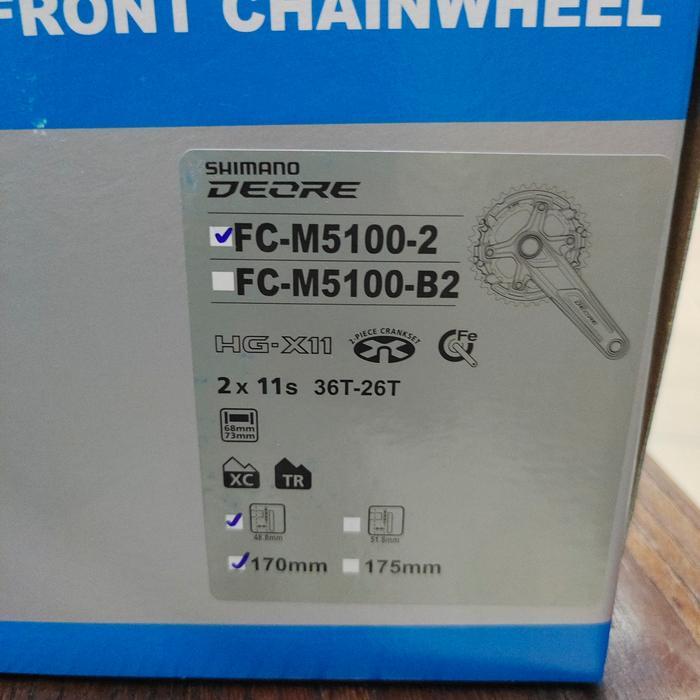 FRONT CHAINWHEEL
SHIMANO
DEORE
FC-M5100-2
FC-M5100-B2
DEORE
HG-X11 2-PIECE CRANKSET Fe
2 x 11s 36T-26T
68mm
73mm
XC TR
48.8mm 51.8mm
170mm 175mm